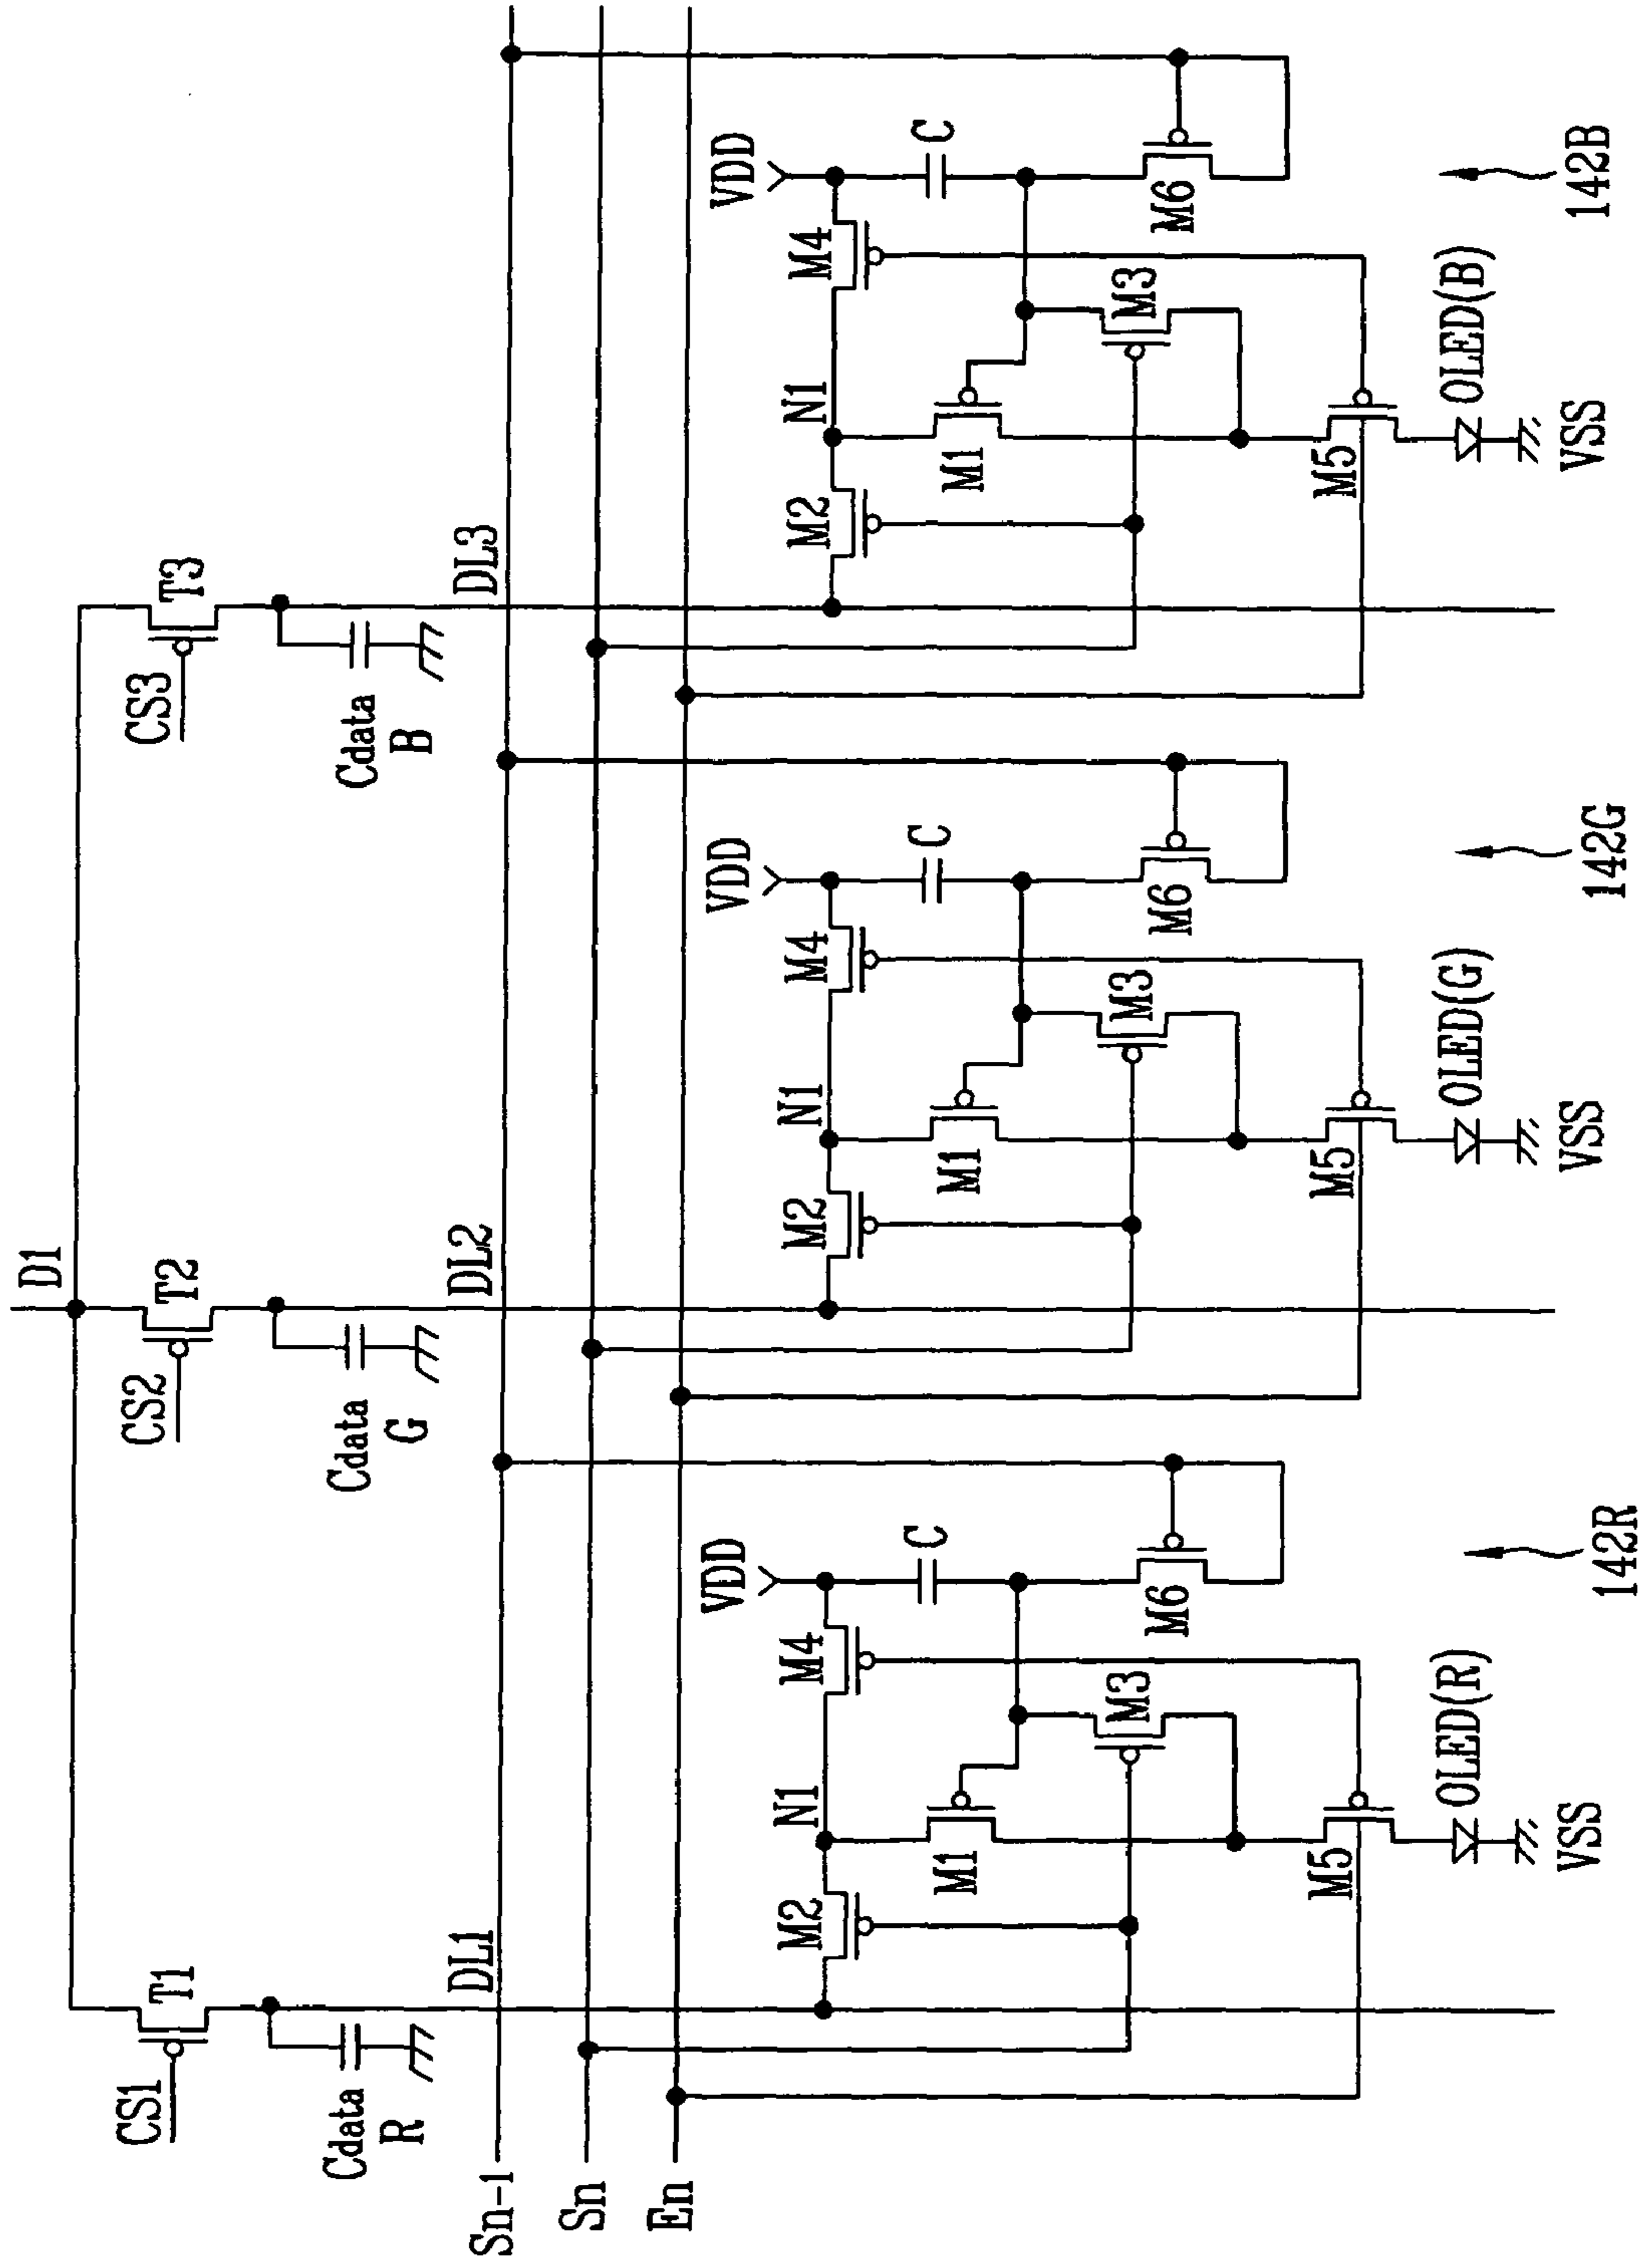 D1
CS1
T1
CS2
T2
CS3
T3
Cdata
R
Cdata
G
Cdata
B
DL1
DL2
DL3
Sn-1
Sn
En
VDD
VDD
VDD
M2
N1
M4
C
M2
N1
M4
C
M2
N1
M4
C
M1
M3
M6
M1
M3
M6
M1
M3
M6
M5
OLED(R)
M5
OLED(G)
M5
OLED(B)
VSS
142R
VSS
142G
VSS
142B